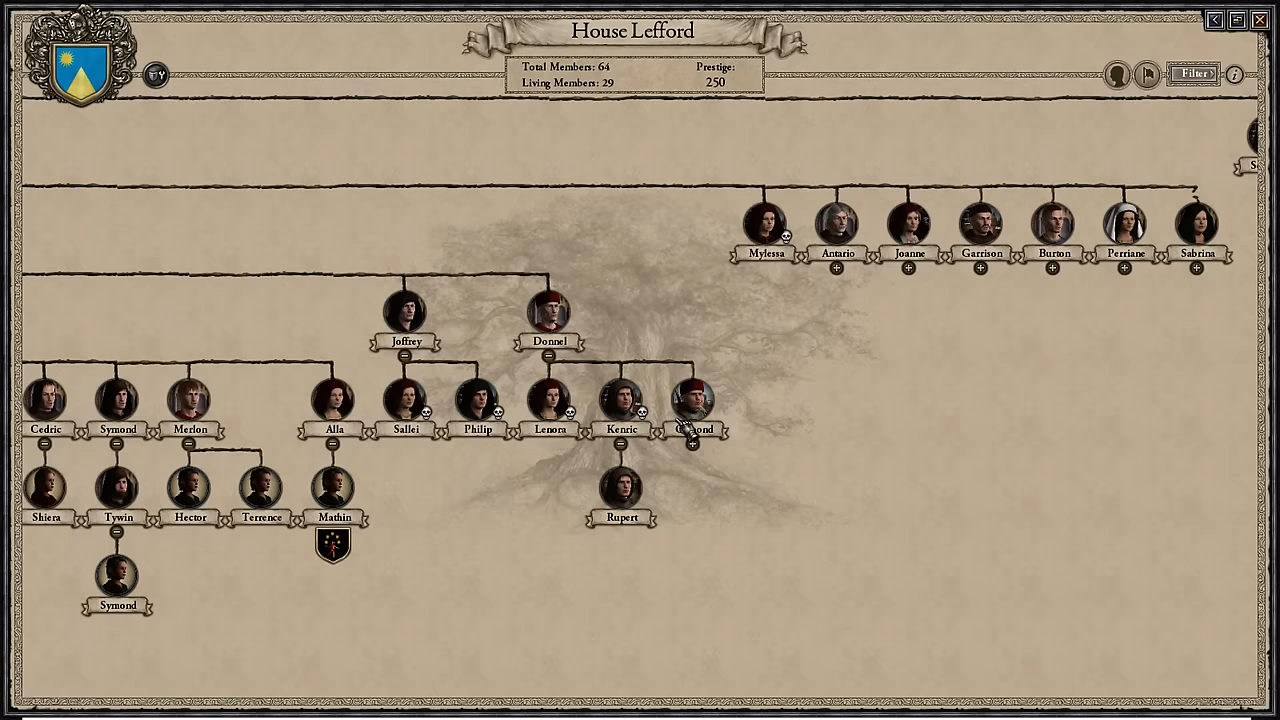 House Lefford
Total Members: 64
Living Members: 29
Prestige:
250
Filter
Mylessa
Antario
Joanne
Garrison
Burton
Perriane
Sabrina
Joffrey
Donnel
Cedric
Symond
Merlon
Alla
Sallei
Philip
Lenora
Kenric
Shiera
Tywin
Hector
Terrence
Mathin
Rupert
Symond